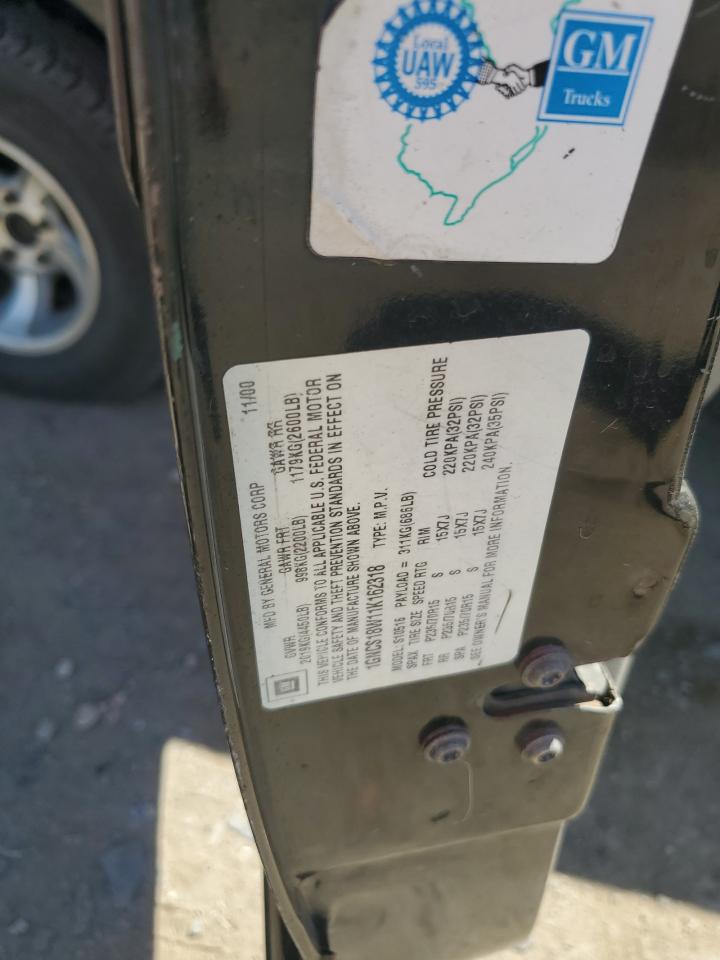 Local
UAW
595
GM
Trucks
MFD BY GENERAL MOTORS CORP 11/00
GVWR GAWR FRT GAWR RR
2019KG(4450LB) 998KG(2200LB) 1179KG(2600LB)
THIS VEHICLE CONFORMS TO ALL APPLICABLE U.S. FEDERAL MOTOR
VEHICLE SAFETY AND THEFT PREVENTION STANDARDS IN EFFECT ON
THE DATE OF MANUFACTURE SHOWN ABOVE.
1GNCS18W11K162318 TYPE: M.P.V.
MODEL: S10516 PAYLOAD = 311KG(686LB)
SPAX TIRE SIZE SPEED RTG RIM COLD TIRE PRESSURE
FRT P235/70R15 S 15X7J 220KPA(32PSI)
RR P235/70R15 S 15X7J 220KPA(32PSI)
SPA P235/70R15 S 15X7J 240KPA(35PSI)
SEE OWNER'S MANUAL FOR MORE INFORMATION.
GM